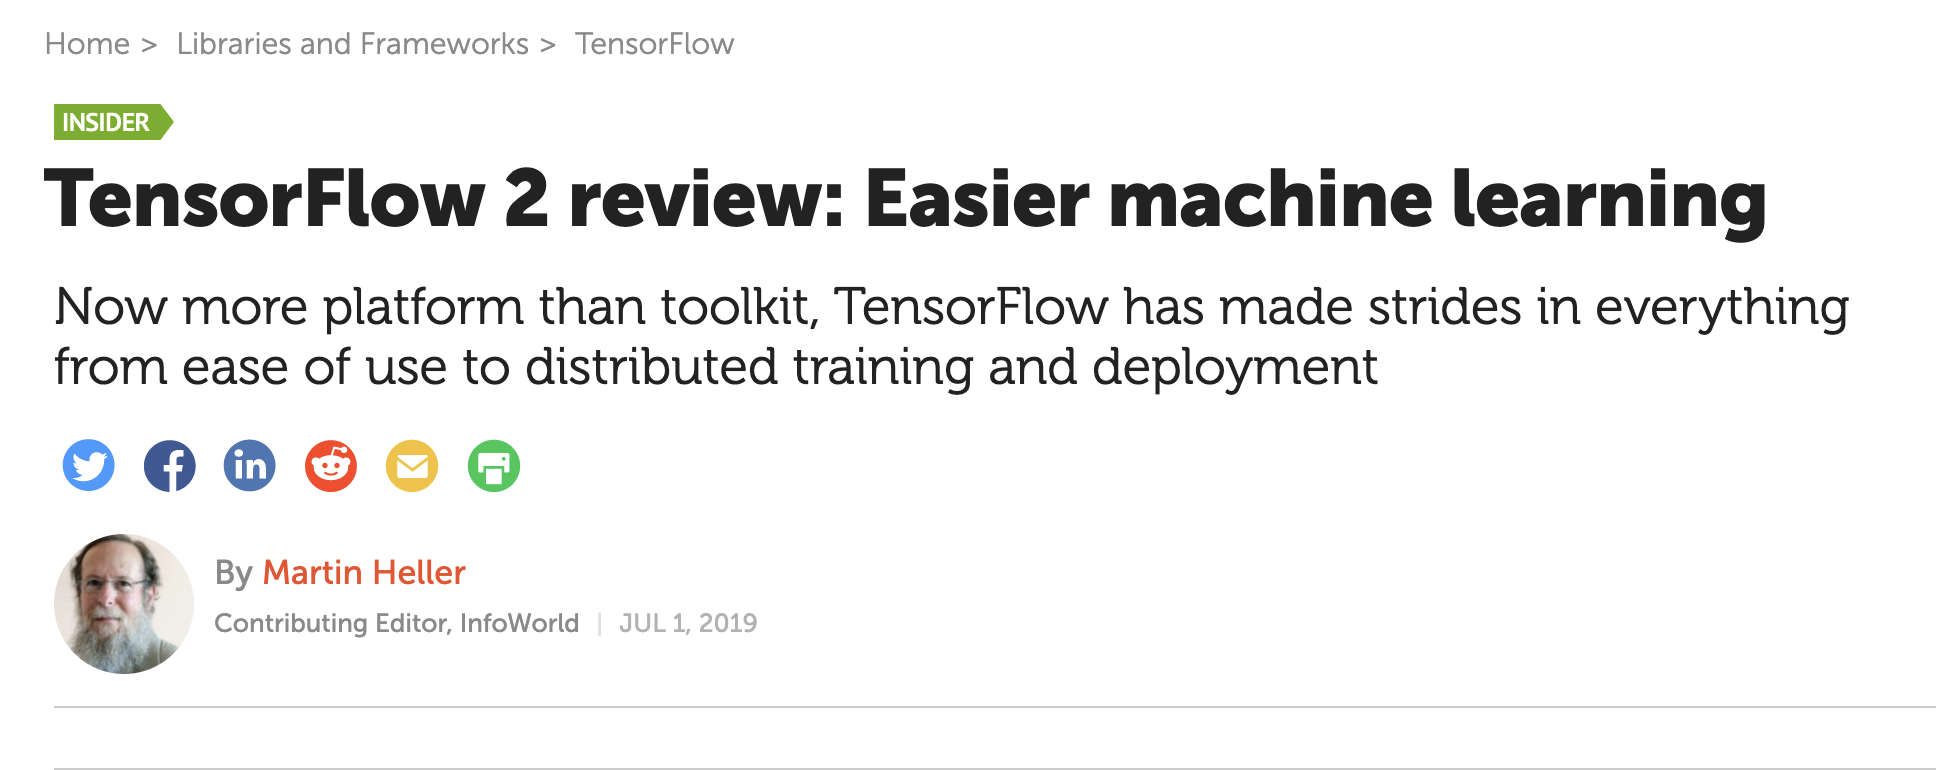 Home > Libraries and Frameworks > TensorFlow
INSIDER
TensorFlow 2 review: Easier machine learning
Now more platform than toolkit, TensorFlow has made strides in everything
from ease of use to distributed training and deployment
in
By Martin Heller
Contributing Editor, InfoWorld | JUL 1, 2019